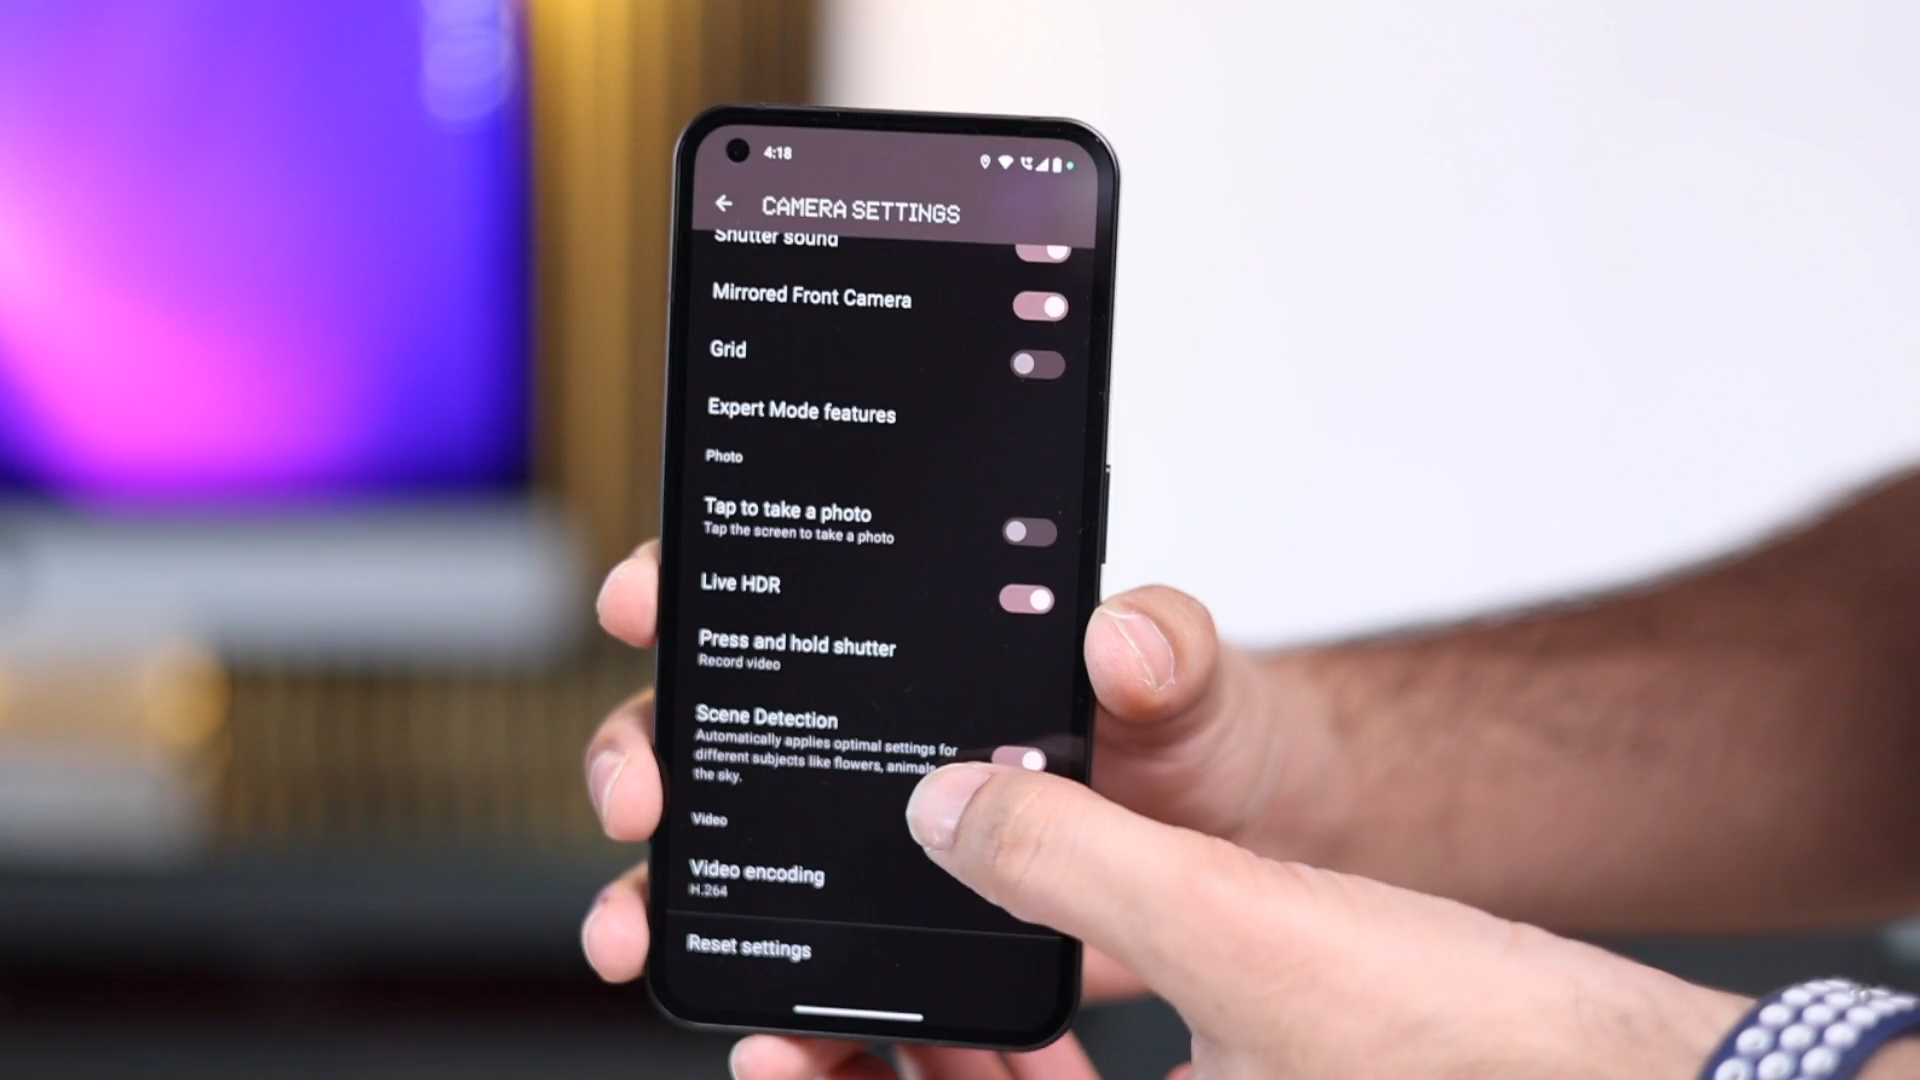 4:18
CAMERA SETTINGS
Shutter sound
Mirrored Front Camera
Grid
Expert Mode features
Photo
Tap to take a photo
Tap the screen to take a photo
Live HDR
Press and hold shutter
Record video
Scene Detection
Automatically applies optimal settings for
different subjects like flowers, animals
the sky.
Video
Video encoding
H.264
Reset settings